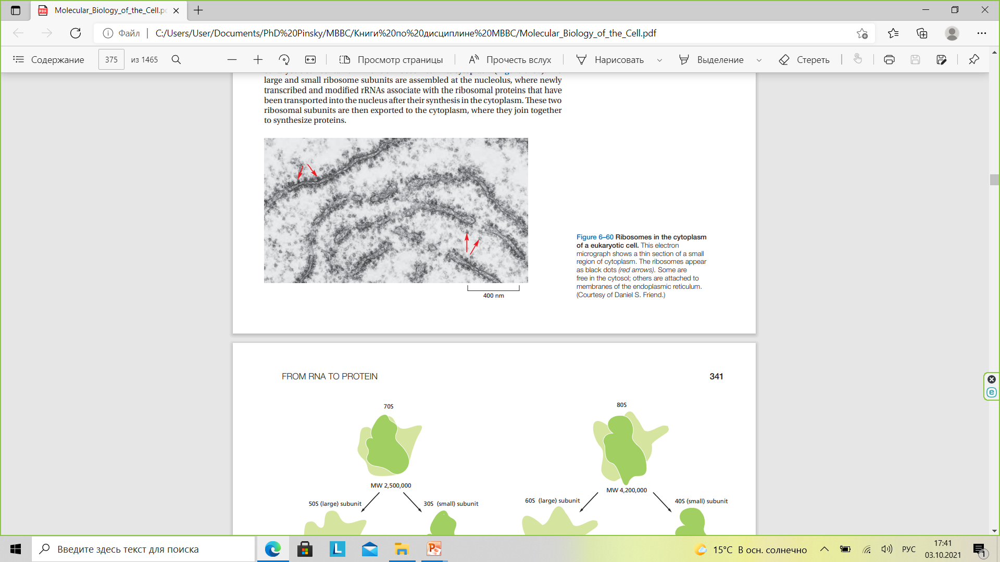 Molecular_Biology_of_the_Cell.pd
Файл
C:/Users/User/Documents/PhD%20Pinsky/MBBC/Книги%20по%20дисциплине%20MBBC/Molecular_Biology_of_the_Cell.pdf
Содержание
375 из 1465
Просмотр страницы
Прочесть вслух
Нарисовать
Выделение
Стереть
large and small ribosome subunits are assembled at the nucleolus, where newly
transcribed and modified rRNAs associate with the ribosomal proteins that have
been transported into the nucleus after their synthesis in the cytoplasm. These two
ribosomal subunits are then exported to the cytoplasm, where they join together
to synthesize proteins.
400 nm
Figure 6–60 Ribosomes in the cytoplasm
of a eukaryotic cell. This electron
micrograph shows a thin section of a small
region of cytoplasm. The ribosomes appear
as black dots (red arrows). Some are
free in the cytosol; others are attached to
membranes of the endoplasmic reticulum.
(Courtesy of Daniel S. Friend.)
FROM RNA TO PROTEIN
341
70S
80S
MW 2,500,000
MW 4,200,000
50S (large) subunit
30S (small) subunit
60S (large) subunit
40S (small) subunit
Введите здесь текст для поиска
15°C В осн. солнечно
РУС
17:41
03.10.2021
1